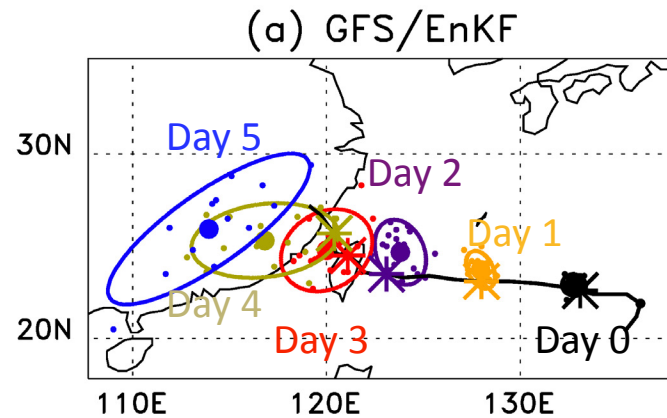 (a) GFS/EnKF
30N
20N
Day 5
Day 2
Day 1
Day 4
Day 3
Day 0
110E 120E 130E